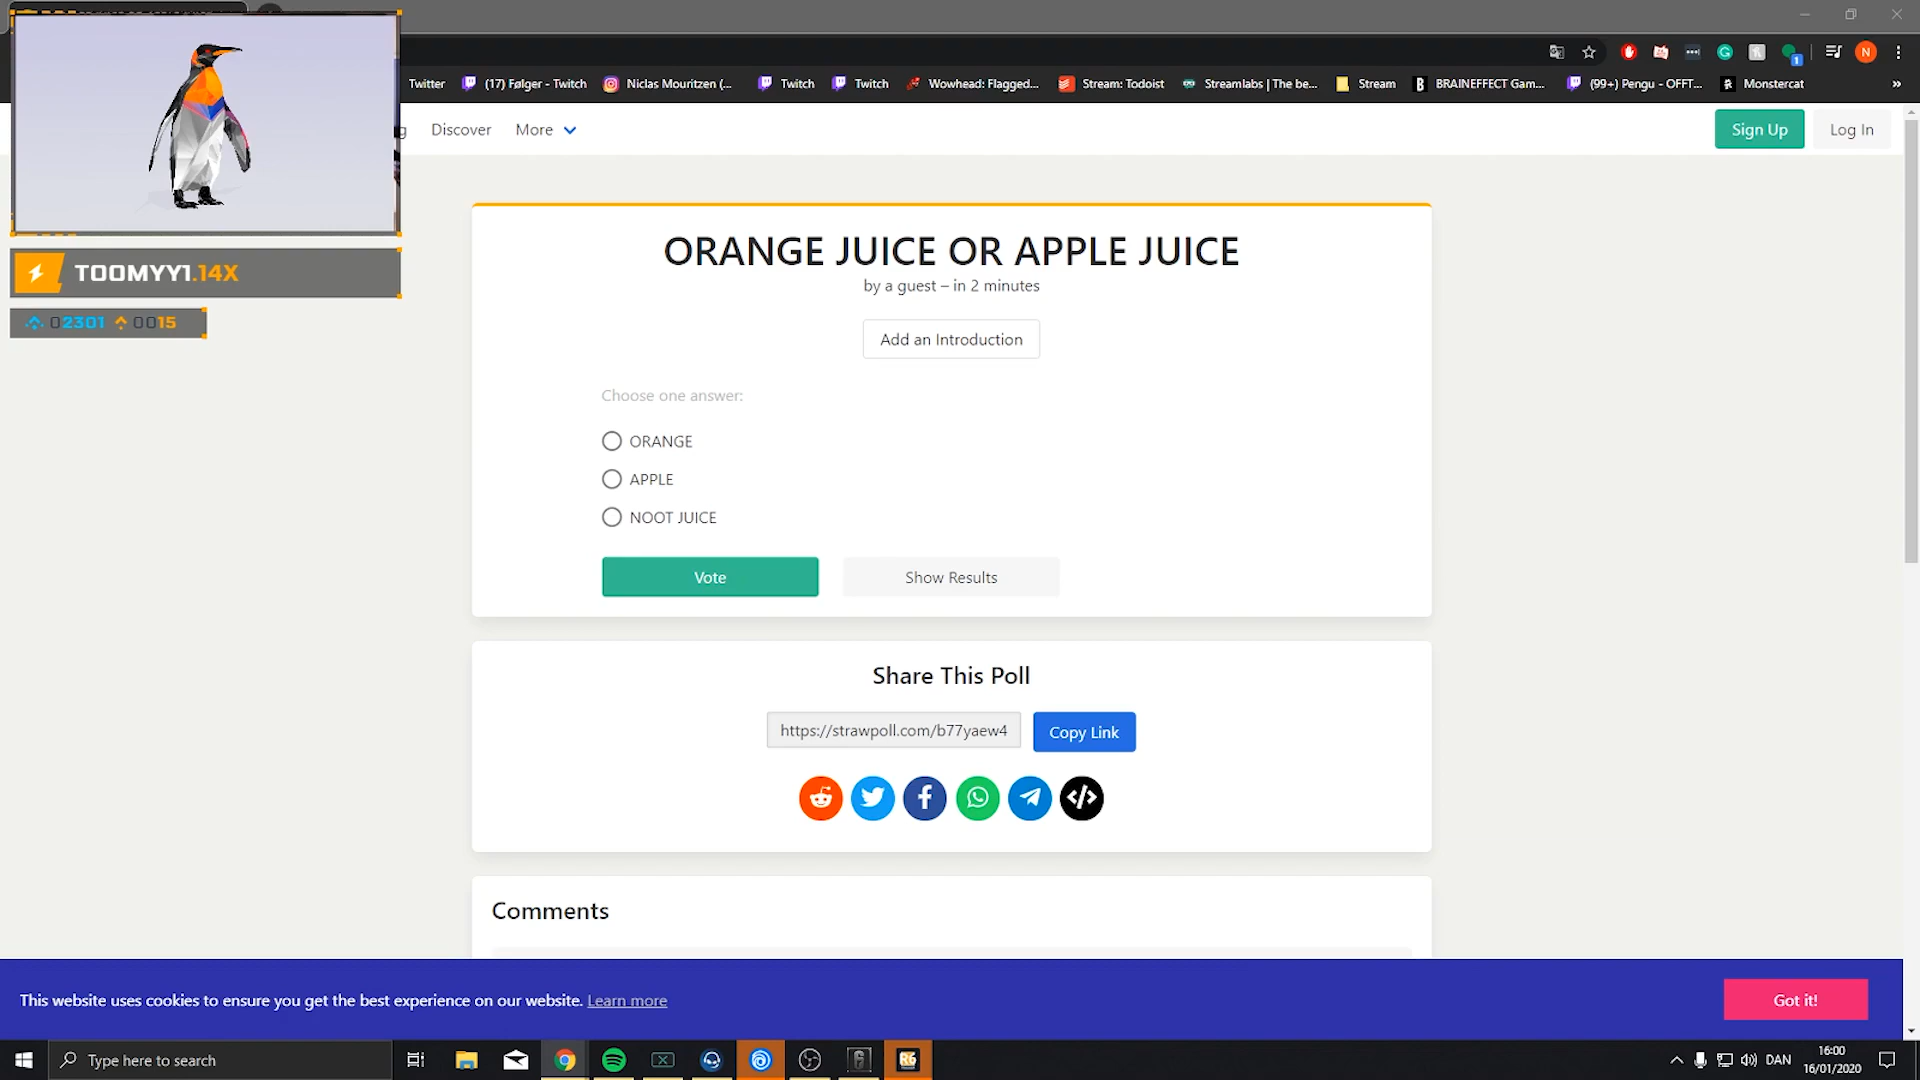 Twitter
(17) Følger - Twitch
Niclas Mouritzen (...
Twitch
Twitch
Wowhead: Flagged...
Stream: Todoist
Streamlabs | The be...
Stream
BRAINEFFECT Gam...
(99+) Pengu - OFFT...
Monstercat
»
N
1
Discover
More
Sign Up
Log In
TOOMYY1.14X
02301 0015
ORANGE JUICE OR APPLE JUICE
by a guest – in 2 minutes
Add an Introduction
Choose one answer:
ORANGE
APPLE
NOOT JUICE
Vote
Show Results
Share This Poll
https://strawpoll.com/b77yaew4
Copy Link
Comments
This website uses cookies to ensure you get the best experience on our website. Learn more
Got it!
Type here to search
R6
DAN
16:00
16/01/2020